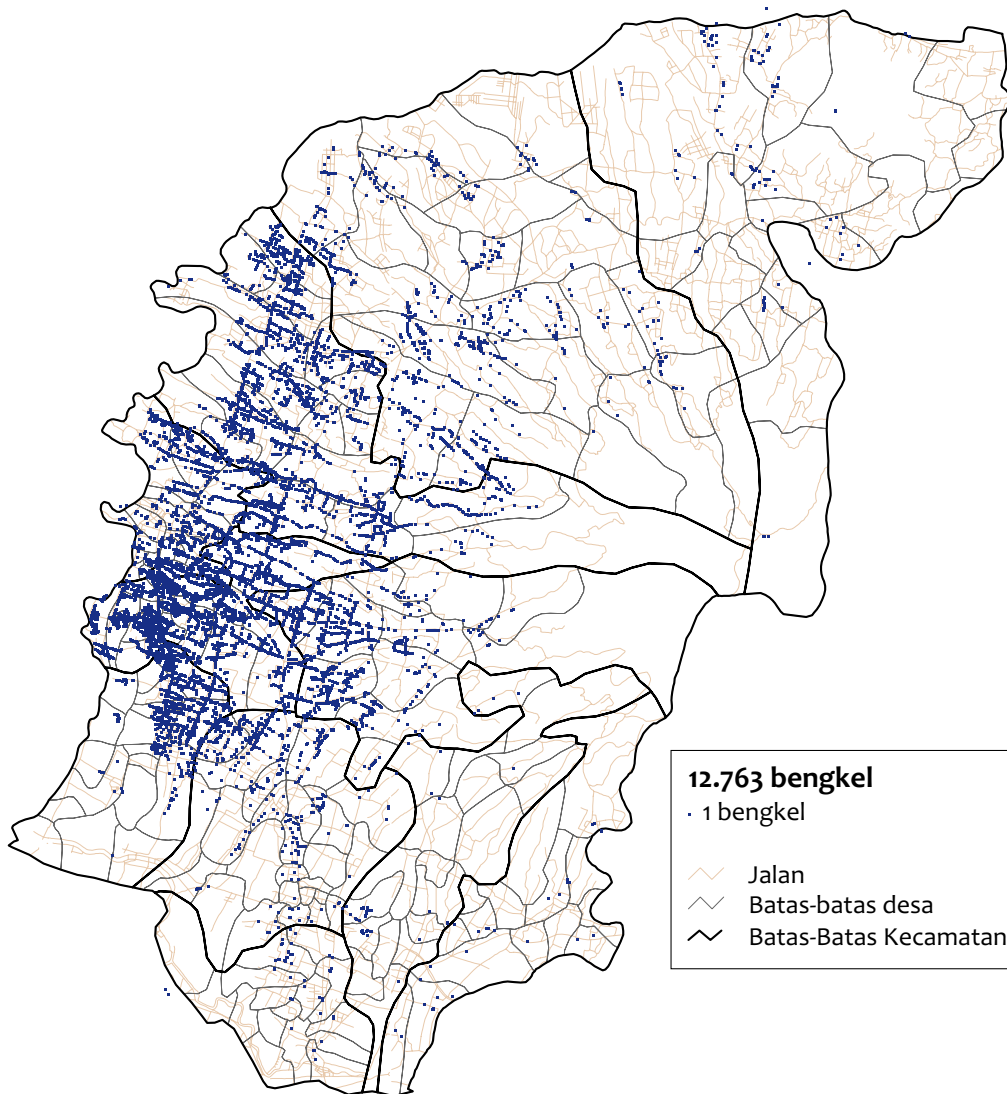 12.763 bengkel
1 bengkel
Jalan
Batas-batas desa
Batas-Batas Kecamatan